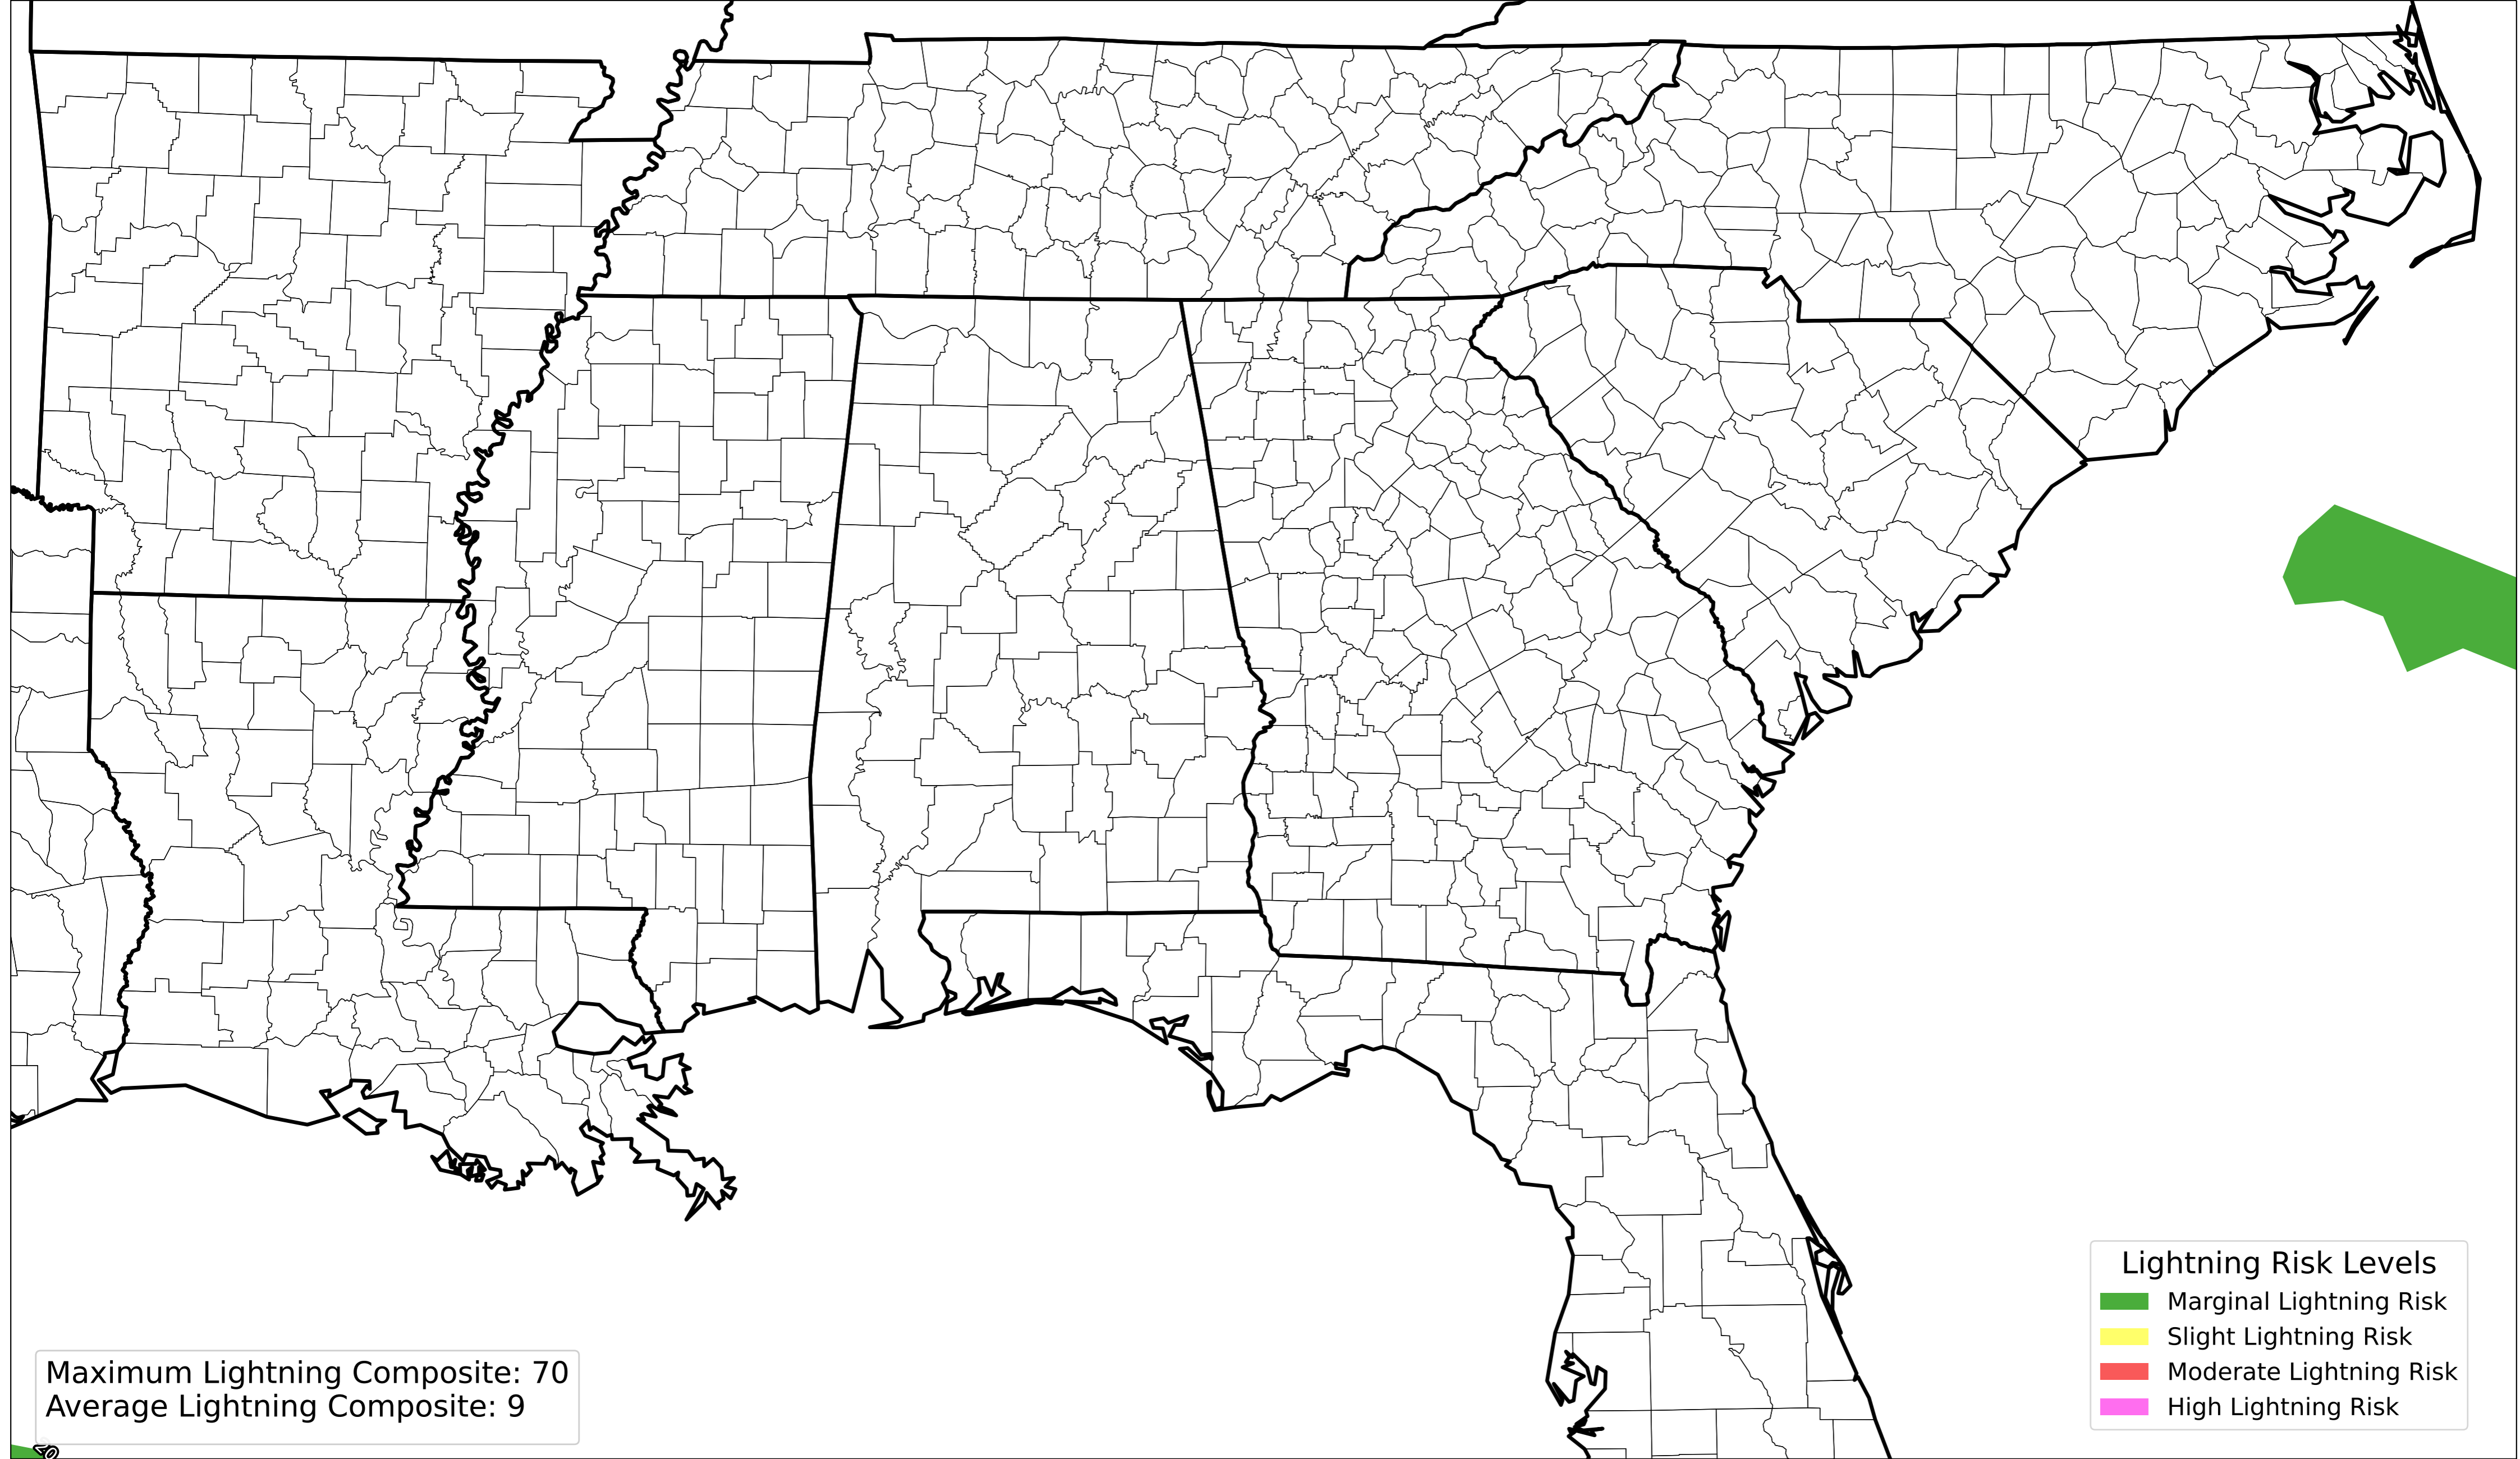 Lightning Risk Levels
Marginal Lightning Risk
Slight Lightning Risk
Moderate Lightning Risk
High Lightning Risk
Maximum Lightning Composite: 70
Average Lightning Composite: 9